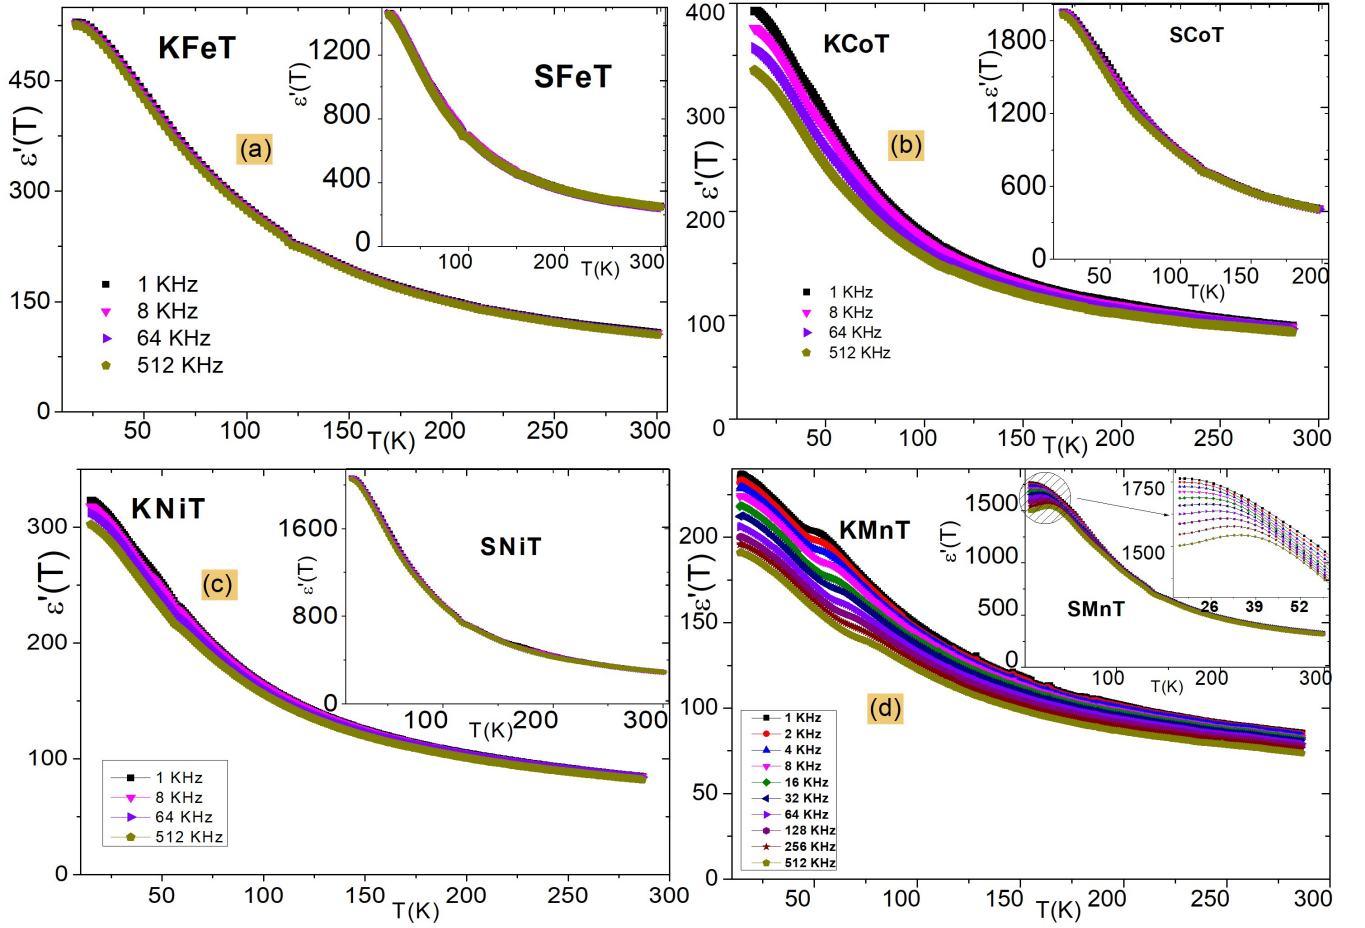 KFeT
SFeT
(a)
ε'(T)
450
300
150
0
50
100
150
200
250
300
T(K)
ε'(T)
1200
800
400
0
100
200
300
T(K)
1 KHz
8 KHz
64 KHz
512 KHz
KCoT
SCoT
(b)
ε'(T)
400
300
200
100
0
50
100
150
200
250
300
T(K)
ε'(T)
1800
1200
600
0
50
100
150
200
T(K)
1 KHz
8 KHz
64 KHz
512 KHz
KNiT
SNiT
(c)
ε'(T)
300
200
100
0
50
100
150
200
250
300
T(K)
ε'(T)
1600
800
0
100
200
300
T(K)
1 KHz
8 KHz
64 KHz
512 KHz
KMnT
SMnT
(d)
ε'(T)
200
150
100
50
0
50
100
150
200
250
300
T(K)
ε'(T)
1500
1000
500
0
100
200
300
T(K)
1750
1500
26
39
52
1 KHz
2 KHz
4 KHz
8 KHz
16 KHz
32 KHz
64 KHz
128 KHz
256 KHz
512 KHz